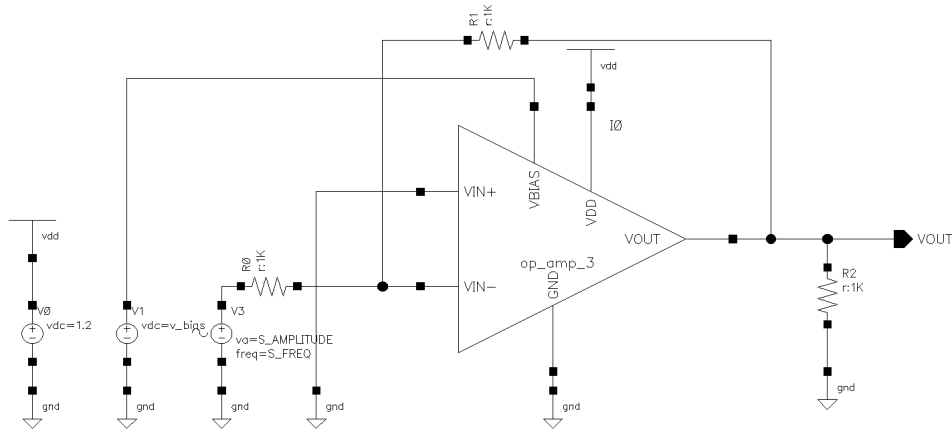 R1
r:1K
vdd
I0
VIN+
VBIAS
VDD
VOUT
VOUT
op_amp_3
GND
VIN-
R0
r:1K
vdd
V0
vdc=1.2
V1
vdc=v_bias
V3
va=S_AMPLITUDE
freq=S_FREQ
R2
r:1K
gnd
gnd
gnd
gnd
gnd
gnd